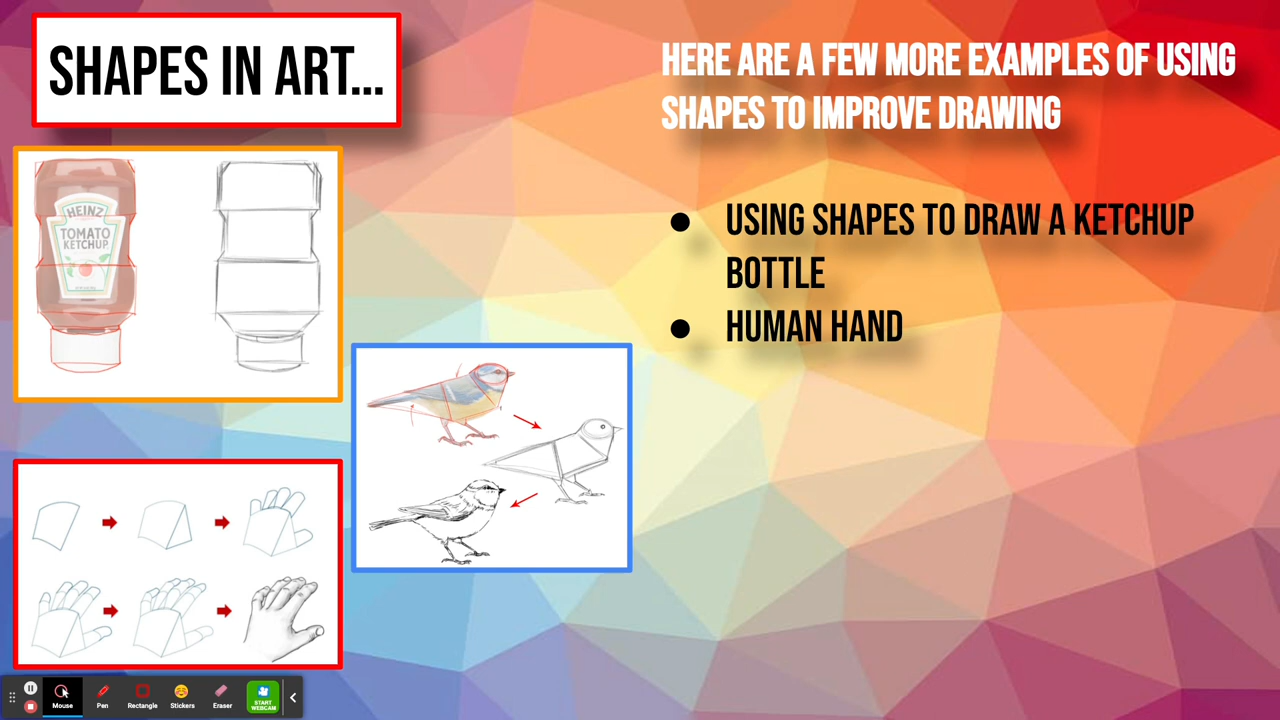 SHAPES IN ART...
HERE ARE A FEW MORE EXAMPLES OF USING
SHAPES TO IMPROVE DRAWING
● USING SHAPES TO DRAW A KETCHUP
BOTTLE
● HUMAN HAND
HEINZ
TOMATO
KETCHUP
Mouse
Pen
Rectangle
Stickers
Eraser
START
WEBCAM